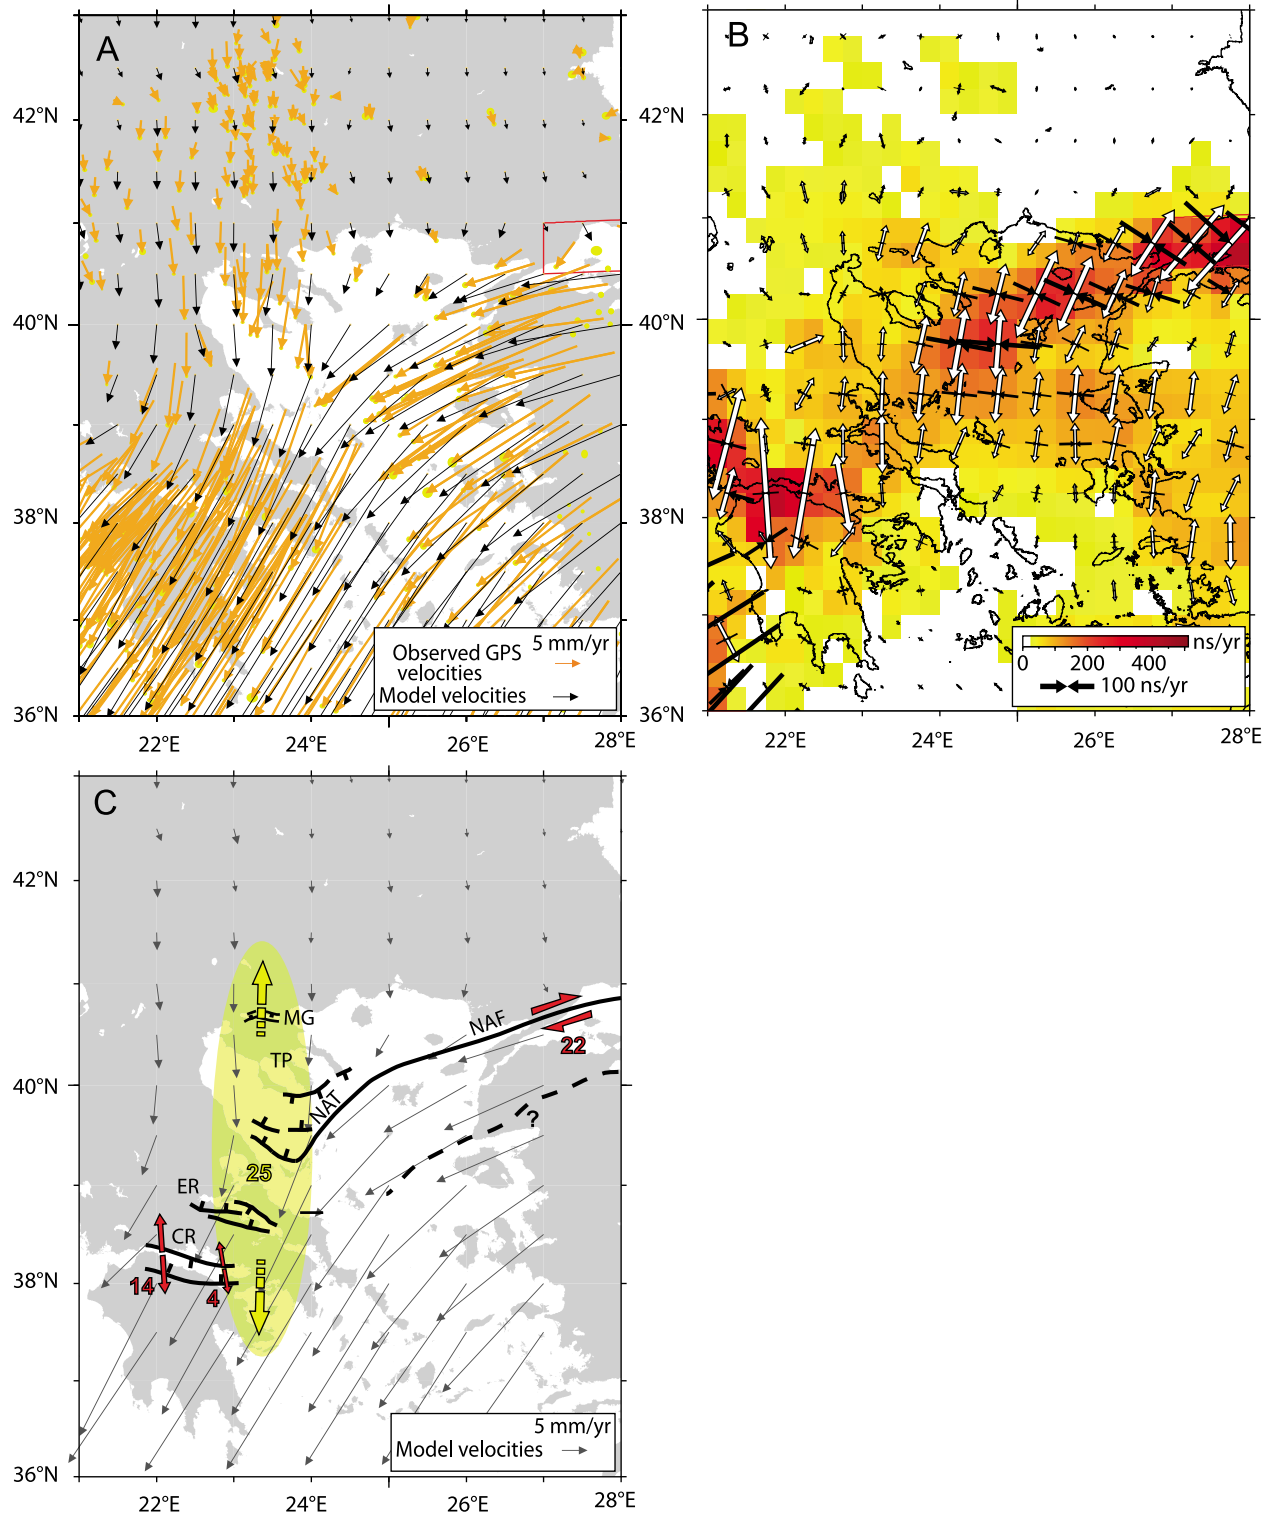 A
42°N
40°N
38°N
36°N
22°E
24°E
26°E
28°E
Observed GPS
velocities
5 mm/yr
Model velocities
B
42°N
40°N
38°N
36°N
22°E
24°E
26°E
28°E
ns/yr
0
200
400
100 ns/yr
C
42°N
40°N
38°N
36°N
22°E
24°E
26°E
28°E
MG
TP
NAT
NAF
22
?
25
ER
CR
14
4
5 mm/yr
Model velocities